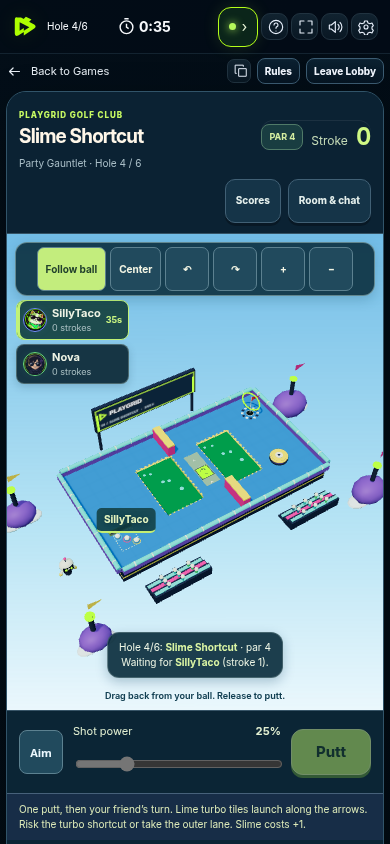 Hole 4/6
0:35
Back to Games
Rules
Leave Lobby
PLAYGRID GOLF CLUB
Slime Shortcut
PAR 4
Stroke 0
Party Gauntlet · Hole 4 / 6
Scores
Room & chat
Follow ball
Center
↶
↷
+
−
SillyTaco
0 strokes
35s
Nova
0 strokes
PLAYGRID
SillyTaco
Hole 4/6: Slime Shortcut · par 4
Waiting for SillyTaco (stroke 1).
Drag back from your ball. Release to putt.
Aim
Shot power
25%
Putt
One putt, then your friend's turn. Lime turbo tiles launch along the arrows.
Risk the turbo shortcut or take the outer lane. Slime costs +1.